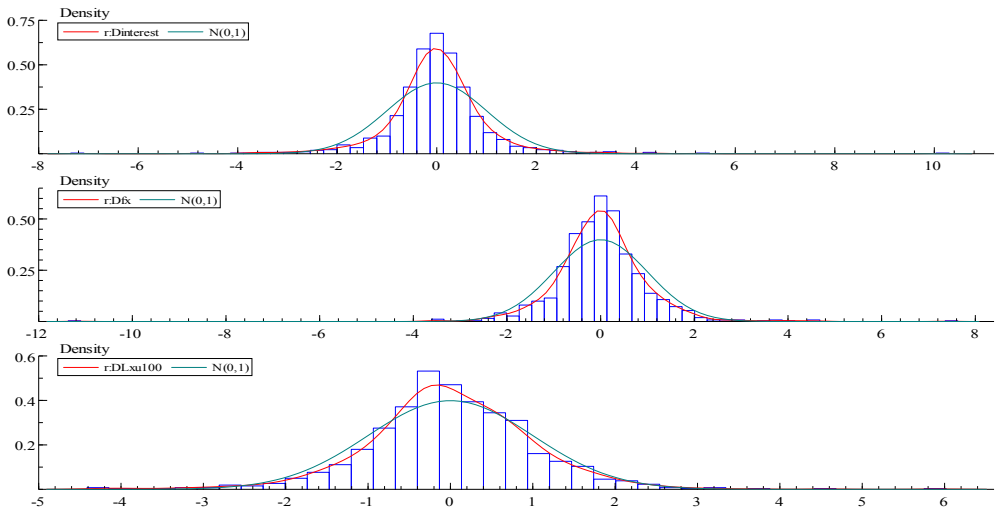 Density
0.75
r:Dinterest N(0,1)
0.50
0.25
-8 -6 -4 -2 0 2 4 6 8 10
Density
r:Dfx N(0,1)
0.50
0.25
-12 -10 -8 -6 -4 -2 0 2 4 6 8
Density
0.6
r:DLxu100 N(0,1)
0.4
0.2
-5 -4 -3 -2 -1 0 1 2 3 4 5 6